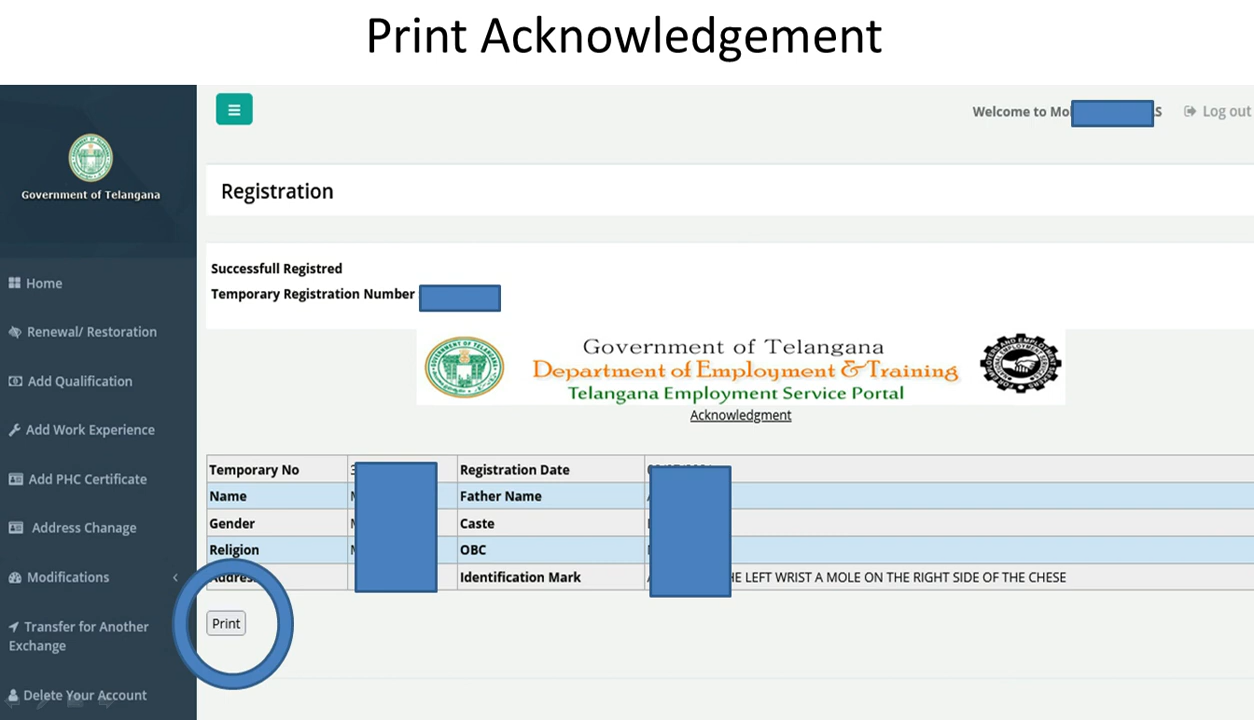 Print Acknowledgement
Welcome to Mo
S
Log out
Government of Telangana
Registration
Successfull Registred
Temporary Registration Number
Home
Renewal/ Restoration
Add Qualification
Add Work Experience
Add PHC Certificate
Address Chanage
Modifications
Transfer for Another
Exchange
Delete Your Account
Government of Telangana
Department of Employment & Training
Telangana Employment Service Portal
Acknowledgment
Temporary No 3 Registration Date
Name M Father Name
Gender M Caste
Religion M OBC
Address Identification Mark HE LEFT WRIST A MOLE ON THE RIGHT SIDE OF THE CHESE
Print